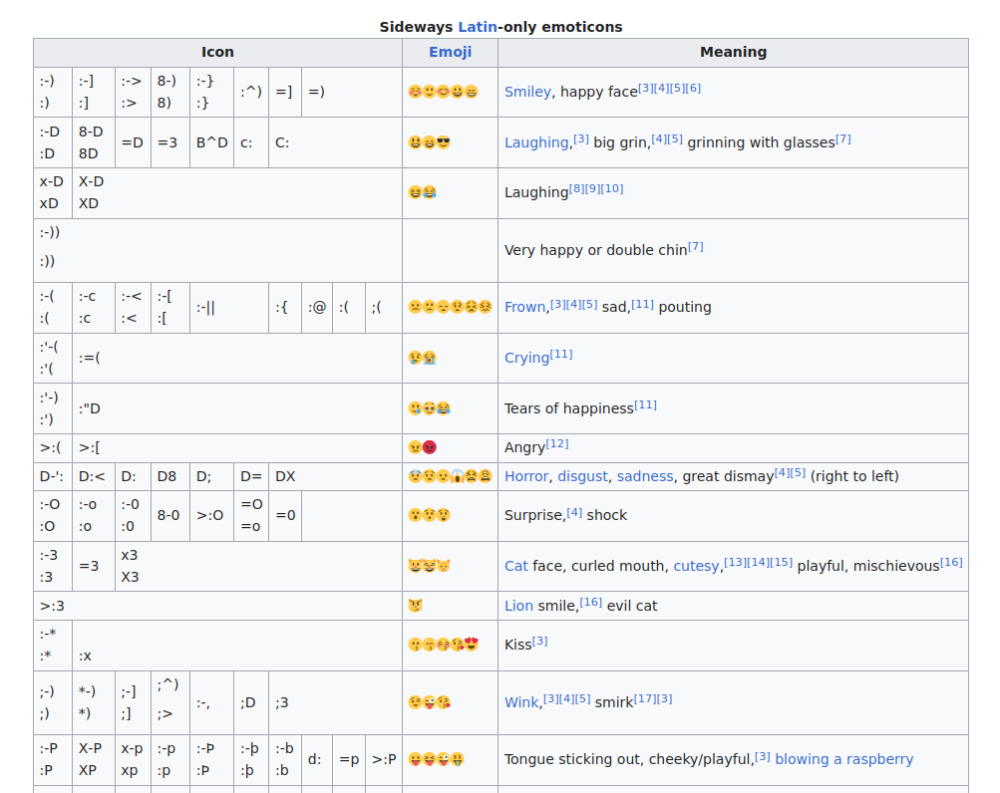 Sideways Latin-only emoticons
Icon Emoji Meaning
:-) :-] :-> 8-) :-}
:^) =] =) ☺️🙂😊😀😁 Smiley, happy face[3][4][5][6]
:) :] :> 8) :}
:-D 8-D
=D =3 B^D c: C: 😃😄😎 Laughing,[3] big grin,[4][5] grinning with glasses[7]
:D 8D
x-D X-D
😆😂 Laughing[8][9][10]
xD XD
:-))
Very happy or double chin[7]
:))
:-( :-c :-< :-[
:-|| :{ :@ :( ;( ☹️🙁😞😠😣😖 Frown,[3][4][5] sad,[11] pouting
:( :c :< :[
:'-(
:=( 😢😭 Crying[11]
:'(
:'-)
:"D 🥲🥹😂 Tears of happiness[11]
:')
>:( >:[ 😠😡 Angry[12]
D-': D:< D: D8 D; D= DX 😨😧😦😱😫😩 Horror, disgust, sadness, great dismay[4][5] (right to left)
:-O :-o :-0 =O
8-0 >:O =0 😮😯😲 Surprise,[4] shock
:O :o :0 =o
:-3 x3
=3 😺😸😽 Cat face, curled mouth, cutesy,[13][14][15] playful, mischievous[16]
:3 X3
>:3 😼 Lion smile,[16] evil cat
:-*
😗😙😚😘😍 Kiss[3]
:* :x
;-) *-) ;-] ;^)
:-, ;D ;3 😉😜😘 Wink,[3][4][5] smirk[17][3]
;) *) ;] ;>
:-P X-P x-p :-p :-Þ :-þ :-b
d: =p >:P 😛😝😜🤑 Tongue sticking out, cheeky/playful,[3] blowing a raspberry
:P XP xp :p :Þ :þ :b